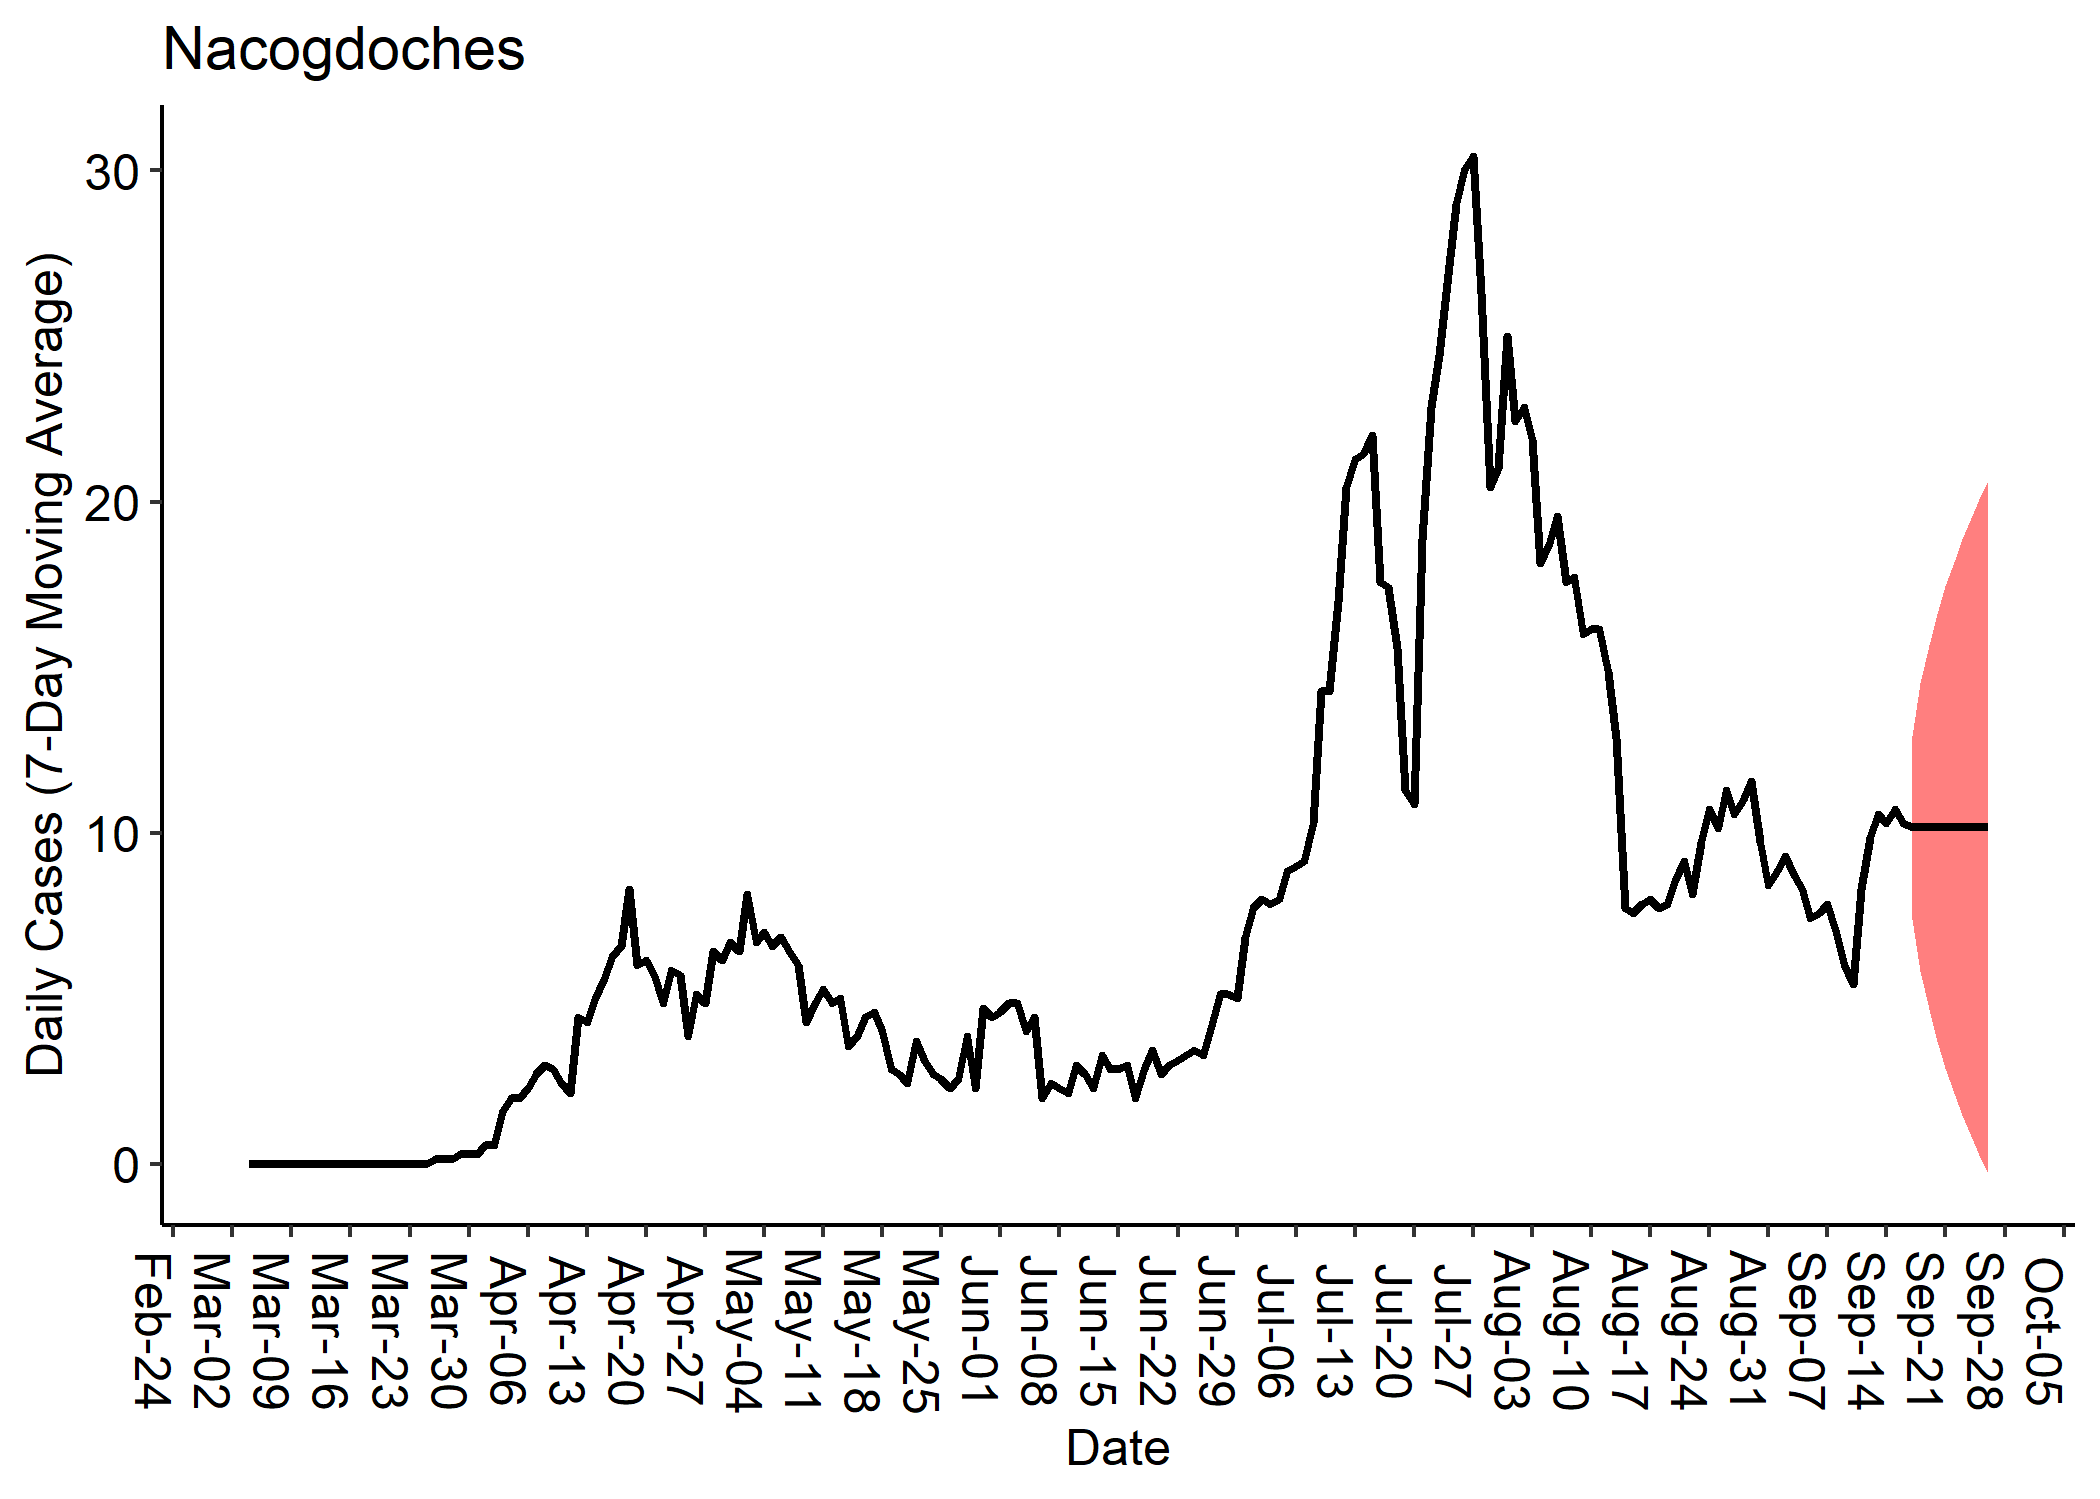 Nacogdoches
Daily Cases (7-Day Moving Average)
30
20
10
0
Feb-24
Mar-02
Mar-09
Mar-16
Mar-23
Mar-30
Apr-06
Apr-13
Apr-20
Apr-27
May-04
May-11
May-18
May-25
Jun-01
Jun-08
Jun-15
Jun-22
Jun-29
Jul-06
Jul-13
Jul-20
Jul-27
Aug-03
Aug-10
Aug-17
Aug-24
Aug-31
Sep-07
Sep-14
Sep-21
Sep-28
Oct-05
Date